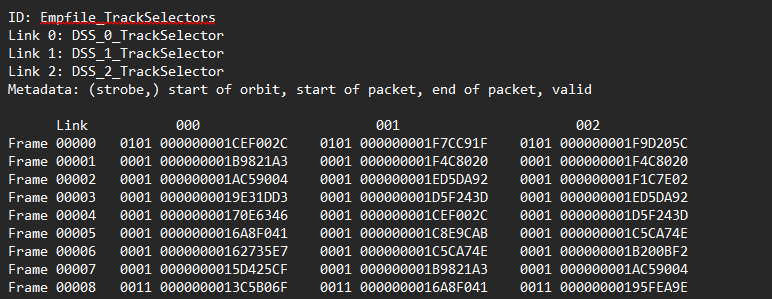 ID: Empfile_TrackSelectors
Link 0: DSS_0_TrackSelector
Link 1: DSS_1_TrackSelector
Link 2: DSS_2_TrackSelector
Metadata: (strobe,) start of orbit, start of packet, end of packet, valid
Link 000 001 002
Frame 00000 0101 000000001CEF002C 0101 000000001F7CC91F 0101 000000001F9D205C
Frame 00001 0001 000000001B9821A3 0001 000000001F4C8020 0001 000000001F4C8020
Frame 00002 0001 000000001AC59004 0001 000000001ED5DA92 0001 000000001F1C7E02
Frame 00003 0001 0000000019E31DD3 0001 000000001D5F243D 0001 000000001ED5DA92
Frame 00004 0001 00000000170E6346 0001 000000001CEF002C 0001 000000001D5F243D
Frame 00005 0001 0000000016A8F041 0001 000000001C8E9CAB 0001 000000001C5CA74E
Frame 00006 0001 00000000162735E7 0001 000000001C5CA74E 0001 000000001B200BF2
Frame 00007 0001 0000000015D425CF 0001 000000001B9821A3 0001 000000001AC59004
Frame 00008 0011 0000000013C5B06F 0011 0000000016A8F041 0011 00000000195FEA9E